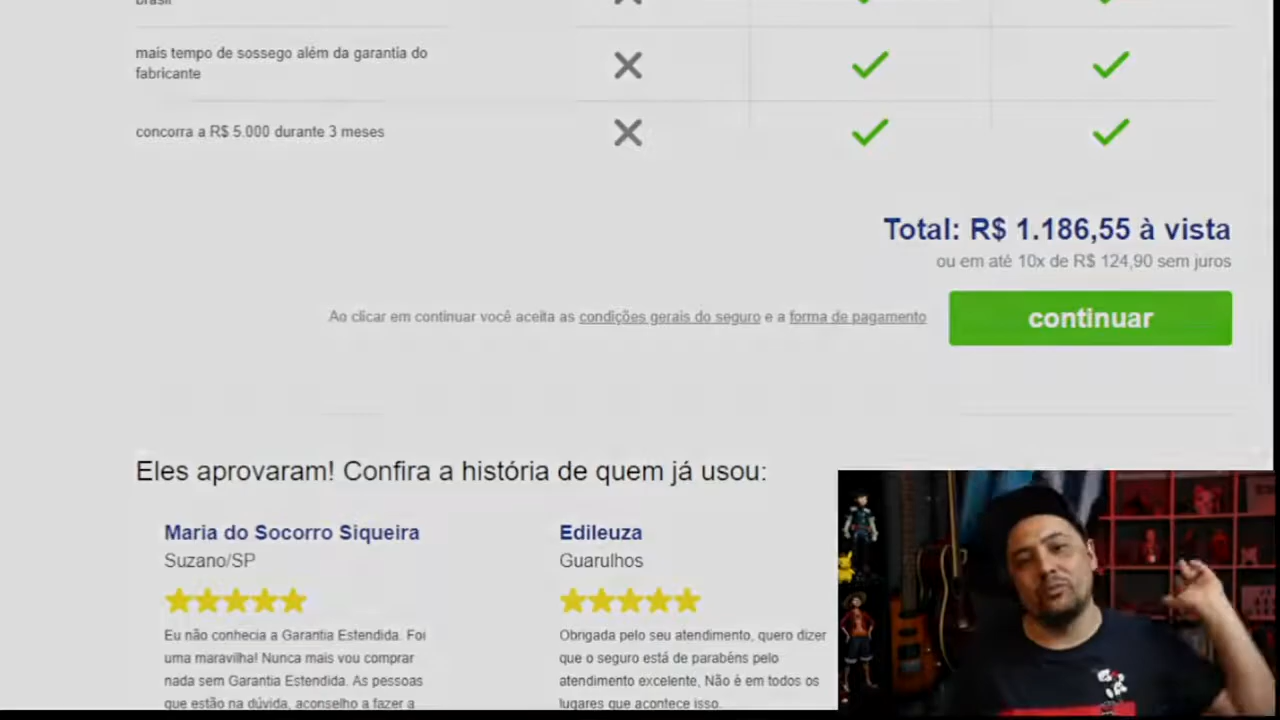 brasil
mais tempo de sossego além da garantia do
fabricante
concorra a R$ 5.000 durante 3 meses
Total: R$ 1.186,55 à vista
ou em até 10x de R$ 124,90 sem juros
Ao clicar em continuar você aceita as condições gerais do seguro e a forma de pagamento
continuar
Eles aprovaram! Confira a história de quem já usou:
Maria do Socorro Siqueira
Suzano/SP
Eu não conhecia a Garantia Estendida. Foi
uma maravilha! Nunca mais vou comprar
nada sem Garantia Estendida. As pessoas
que estão na dúvida, aconselho a fazer a
Edileuza
Guarulhos
Obrigada pelo seu atendimento, quero dizer
que o seguro está de parabéns pelo
atendimento excelente, Não é em todos os
lugares que acontece isso.